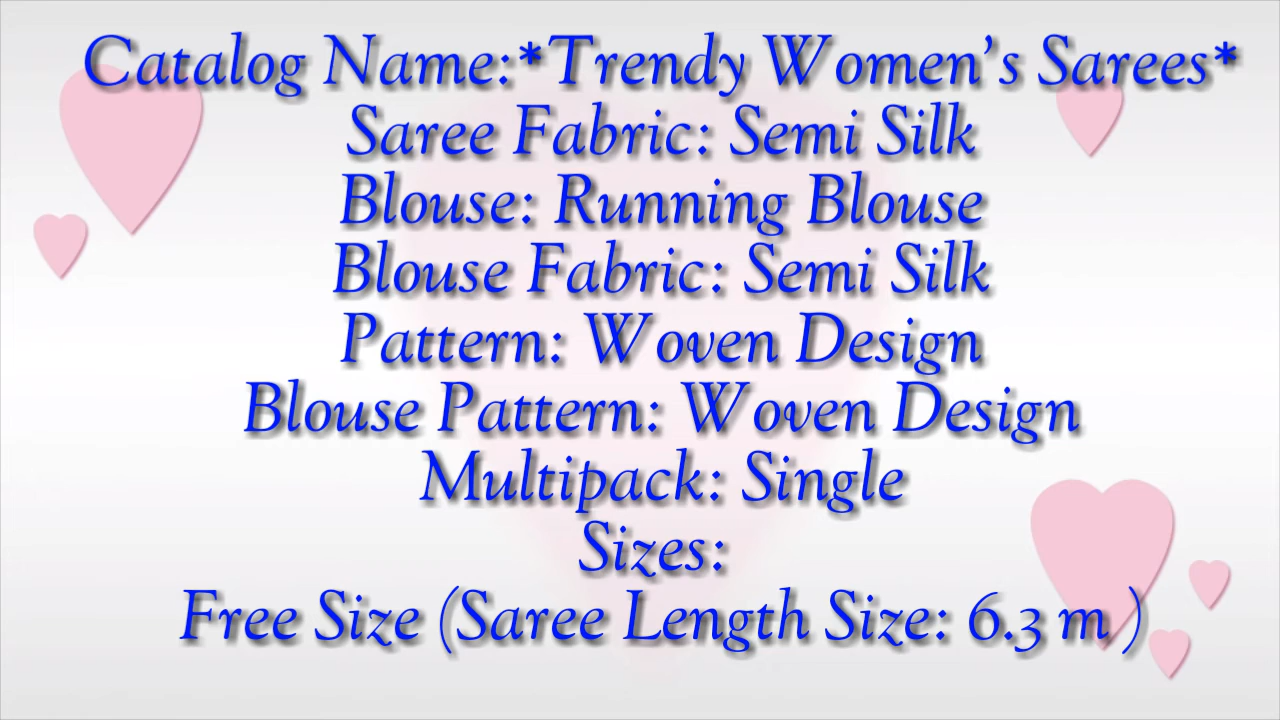 Catalog Name:*Trendy Women's Sarees*
Saree Fabric: Semi Silk
Blouse: Running Blouse
Blouse Fabric: Semi Silk
Pattern: Woven Design
Blouse Pattern: Woven Design
Multipack: Single
Sizes:
Free Size (Saree Length Size: 6.3 m )